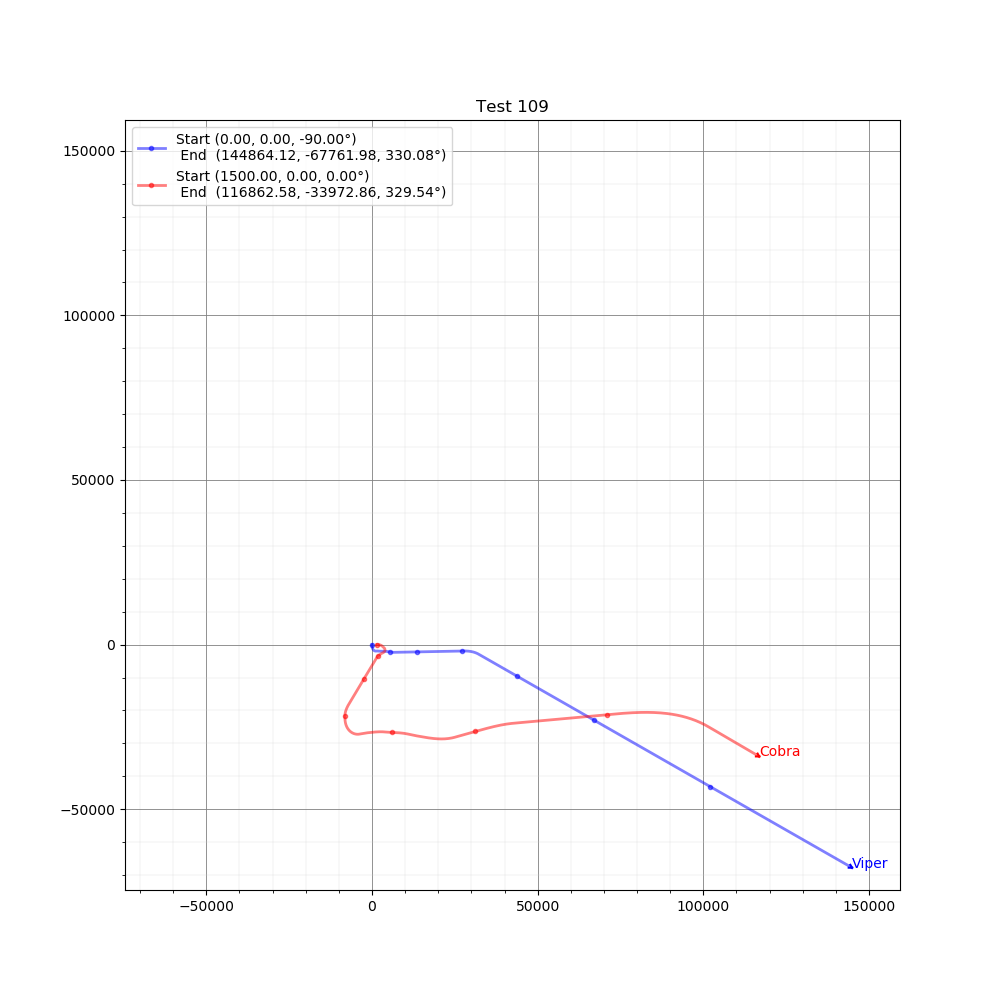 Test 109
Start (0.00, 0.00, -90.00°)
End  (144864.12, -67761.98, 330.08°)
Start (1500.00, 0.00, 0.00°)
End  (116862.58, -33972.86, 329.54°)
150000
100000
50000
0
−50000
Cobra
Viper
−50000 0 50000 100000 150000